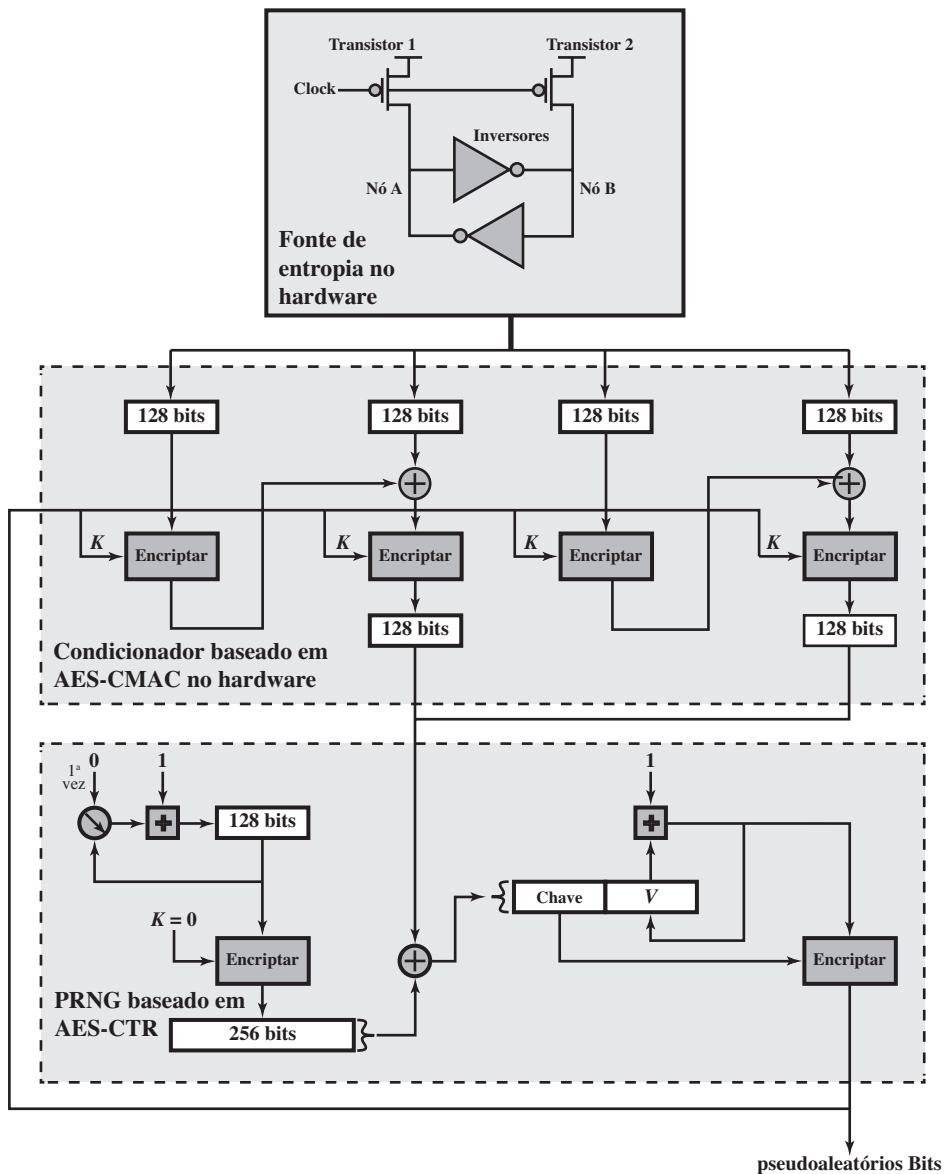 Transistor 1
Transistor 2
Clock
Inversores
Nó A
Nó B
Fonte de
entropia no
hardware
128 bits
128 bits
128 bits
128 bits
K
K
K
K
Encriptar
Encriptar
Encriptar
Encriptar
128 bits
128 bits
Condicionador baseado em
AES-CMAC no hardware
0
1
1
1ª
vez
128 bits
Chave
V
K = 0
Encriptar
Encriptar
PRNG baseado em
AES-CTR
256 bits
pseudoaleatórios Bits